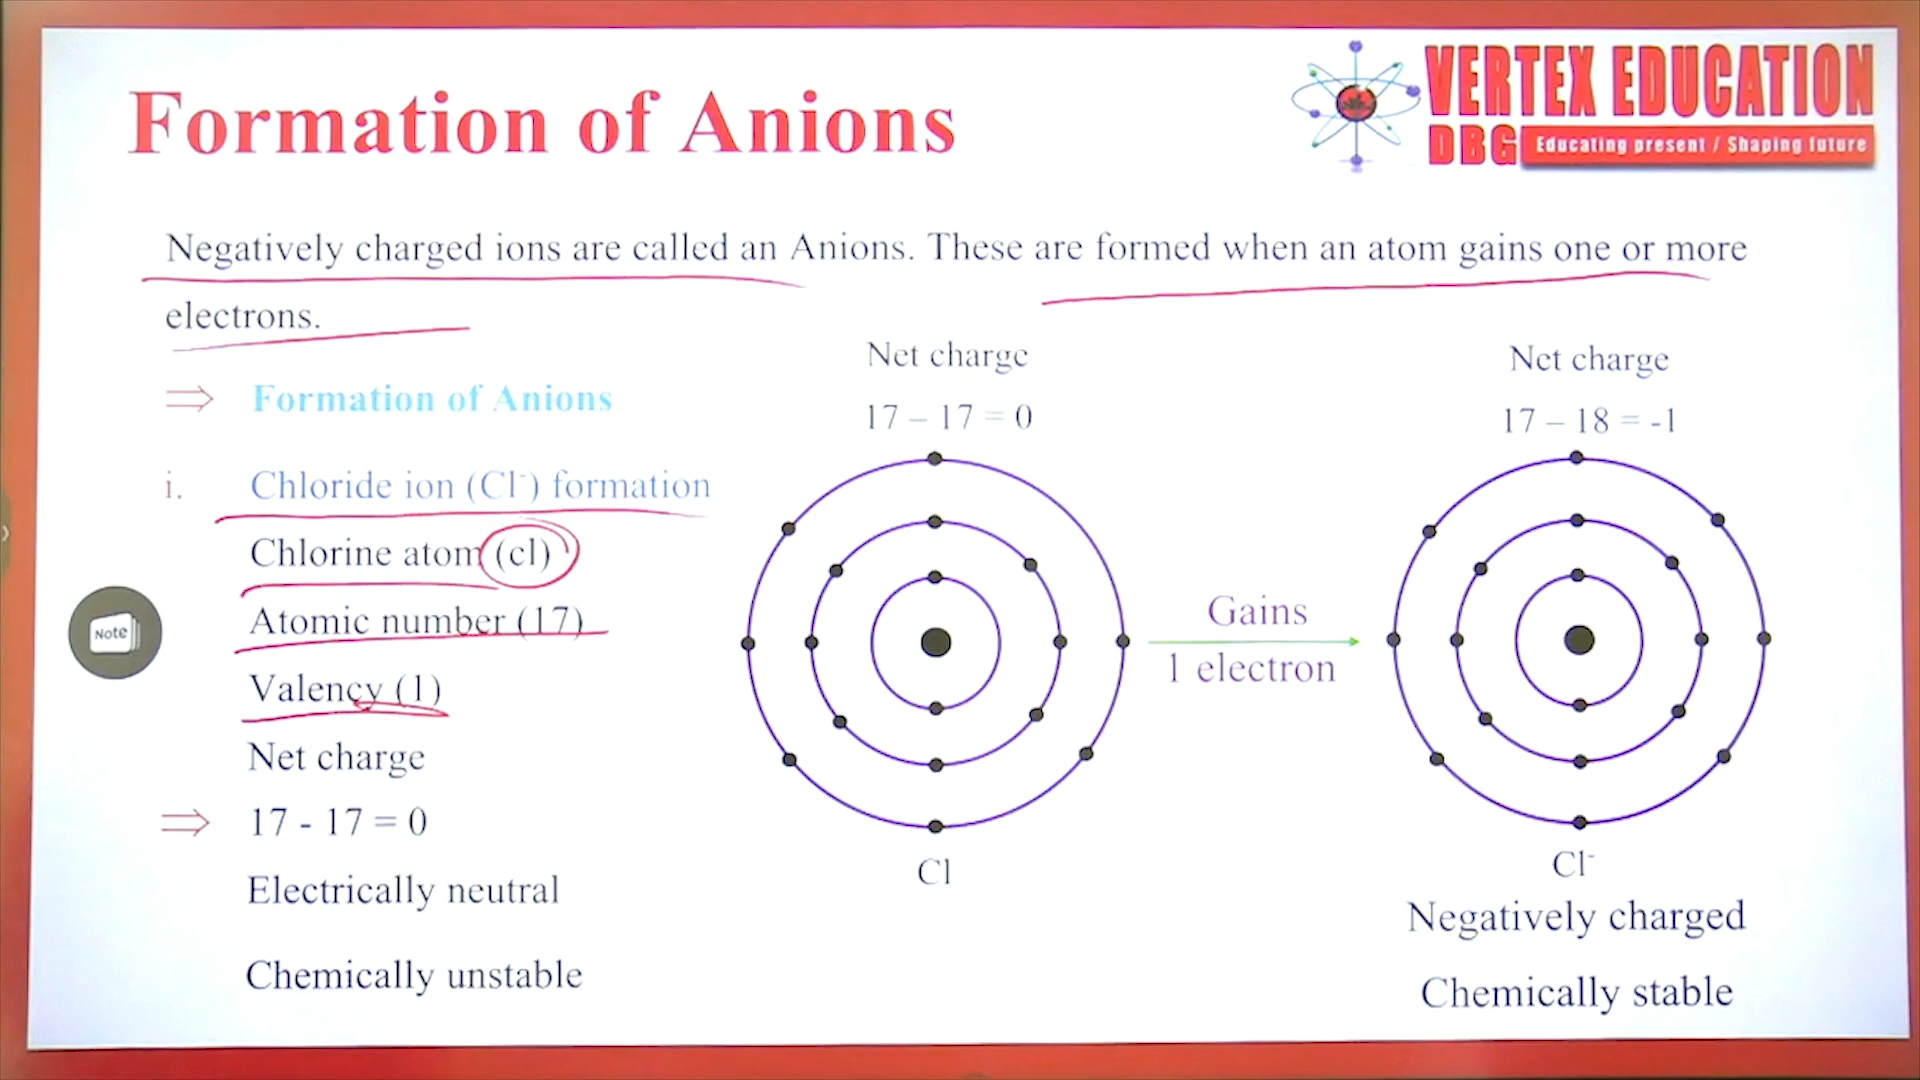 Formation of Anions
VERTEX EDUCATION
DBG Educating present / Shaping future
Negatively charged ions are called an Anions. These are formed when an atom gains one or more
electrons.
⇒ Formation of Anions
i. Chloride ion (Cl⁻) formation
Chlorine atom (cl)
Atomic number (17)
Valency (1)
Net charge
⇒ 17 - 17 = 0
Electrically neutral
Chemically unstable
Note
Net charge
17 – 17 = 0
Cl
Gains
1 electron
Net charge
17 – 18 = -1
Cl⁻
Negatively charged
Chemically stable